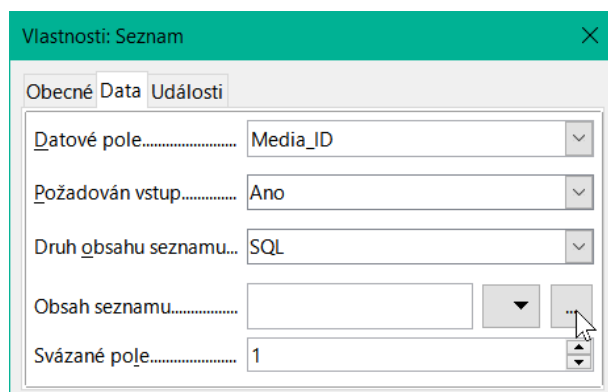 Vlastnosti: Seznam
Obecné Data Události
Datové pole........................ Media_ID
Požadován vstup.............. Ano
Druh obsahu seznamu... SQL
Obsah seznamu................. ...
Svázané pole...................... 1